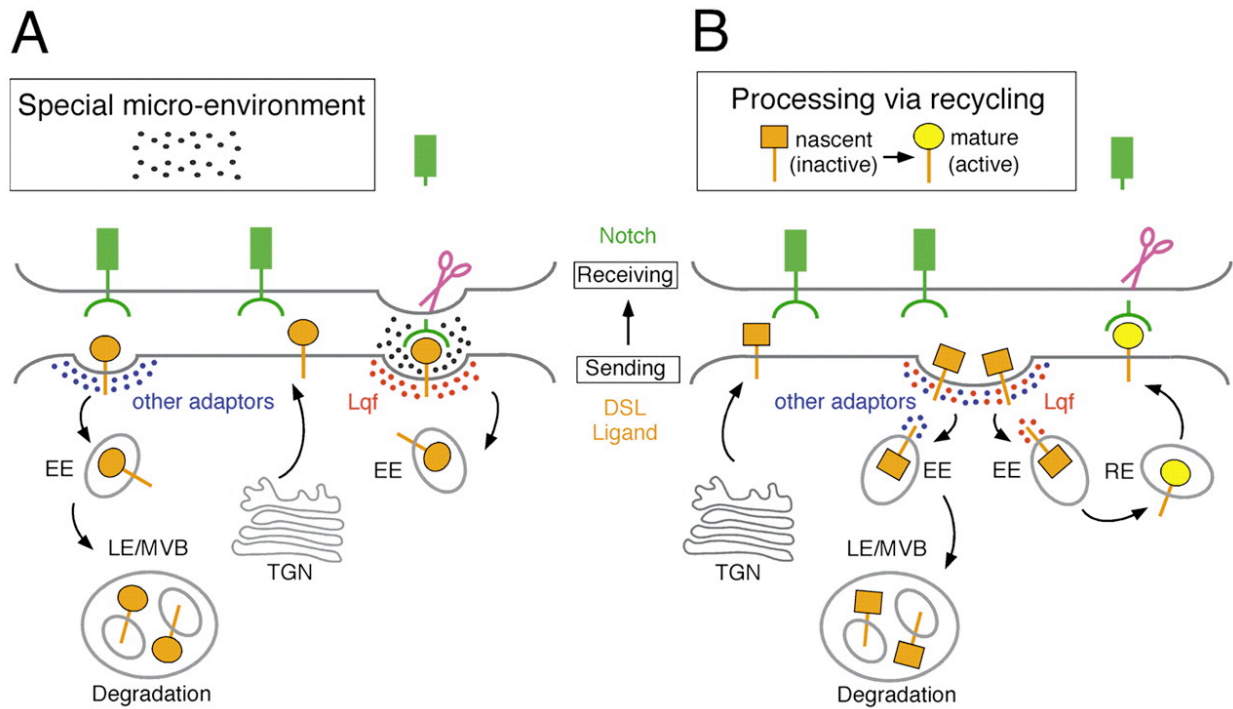 A
Special micro-environment
other adaptors
Lqf
EE
EE
TGN
LE/MVB
Degradation
Notch
Receiving
Sending
DSL
Ligand
B
Processing via recycling
nascent
(inactive)
mature
(active)
other adaptors
Lqf
EE
EE
RE
TGN
LE/MVB
Degradation